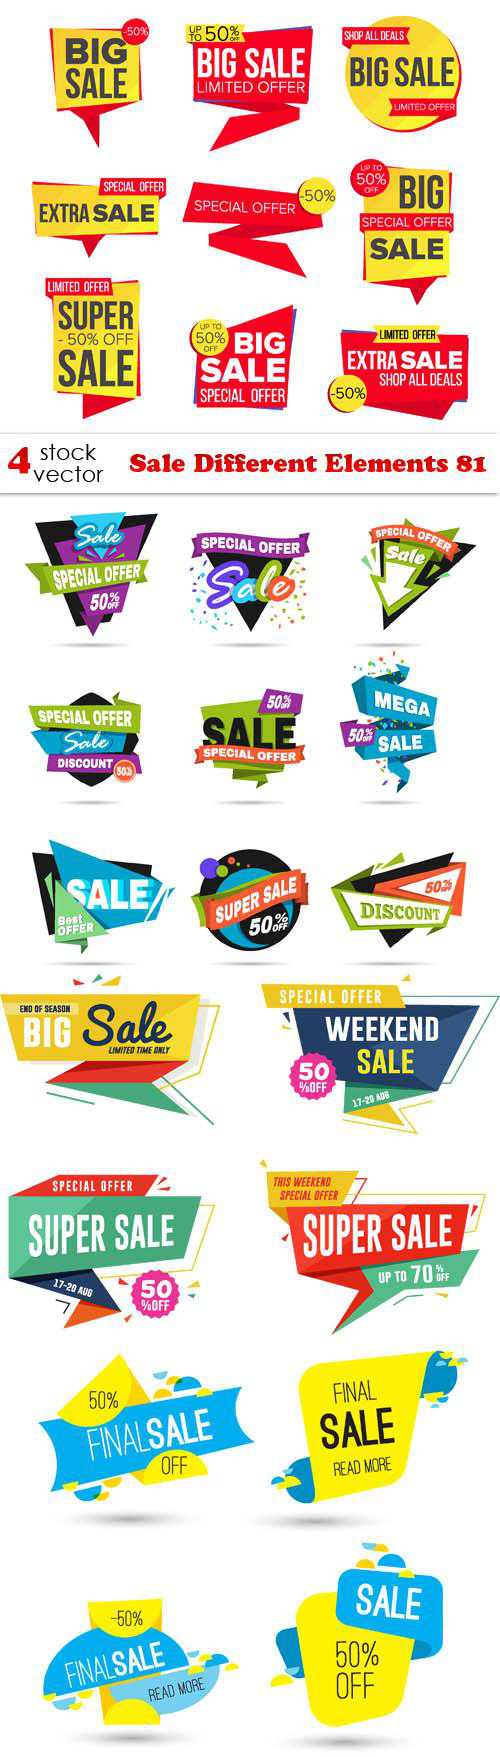 BIG
SALE
-50%
UP TO 50% OFF
BIG SALE
LIMITED OFFER
SHOP ALL DEALS
BIG SALE
LIMITED OFFER
SPECIAL OFFER
EXTRA SALE
SPECIAL OFFER
-50%
UP TO
50%
OFF
BIG
SPECIAL OFFER
SALE
LIMITED OFFER
SUPER
- 50% OFF
SALE
UP TO
50%
OFF
BIG
SALE
SPECIAL OFFER
LIMITED OFFER
EXTRA SALE
SHOP ALL DEALS
-50%
4 stock vector
Sale Different Elements 81
Sale
SPECIAL OFFER
50% OFF
SPECIAL OFFER
Sale
SPECIAL OFFER
Sale
SPECIAL OFFER
Sale
DISCOUNT
50%
50% OFF
SALE
SPECIAL OFFER
MEGA
50% OFF
SALE
SALE
Best
OFFER
SUPER SALE
50% OFF
50%
DISCOUNT
END OF SEASON
BIG Sale
LIMITED TIME ONLY
SPECIAL OFFER
WEEKEND
SALE
50
%OFF
17-20 AUG
SPECIAL OFFER
SUPER SALE
17-20 AUG
50
%OFF
THIS WEEKEND
SPECIAL OFFER
SUPER SALE
UP TO 70% OFF
50%
FINALSALE
OFF
FINAL
SALE
READ MORE
-50%
FINALSALE
READ MORE
SALE
50%
OFF